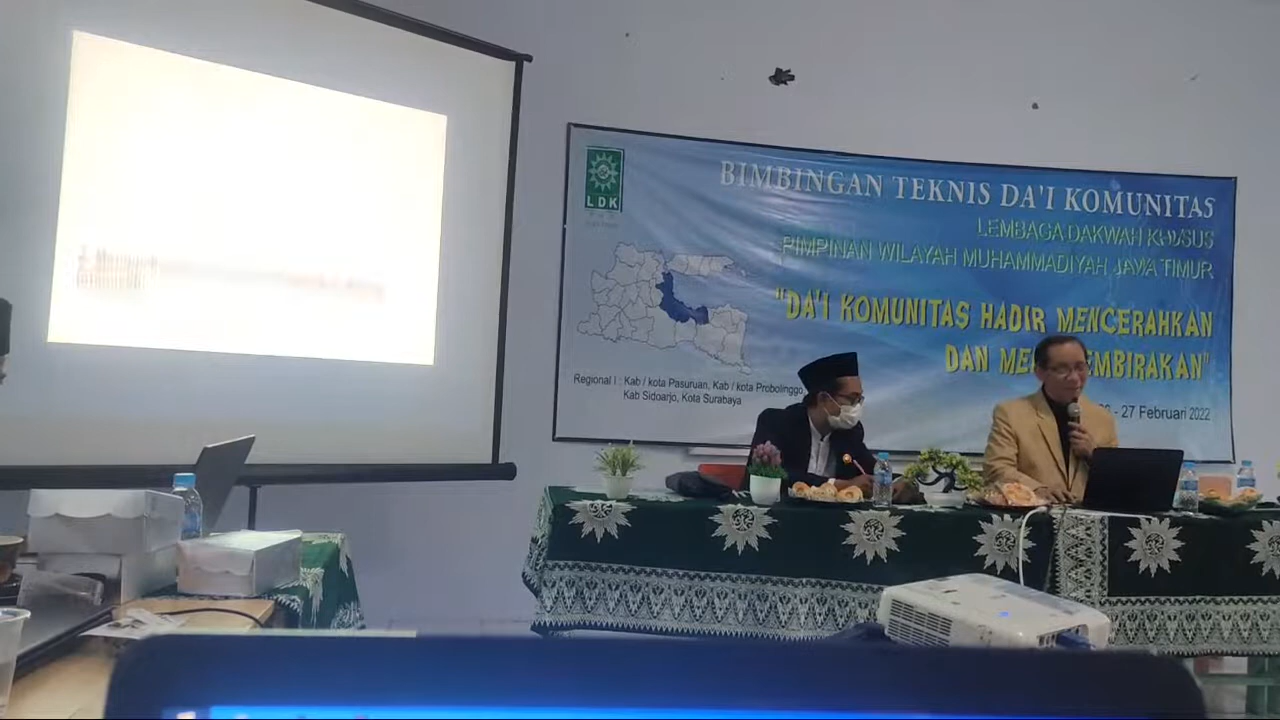 BIMBINGAN TEKNIS DA'I KOMUNITAS
LEMBAGA DAKWAH KHUSUS
PIMPINAN WILAYAH MUHAMMADIYAH JAWA TIMUR
"DA'I KOMUNITAS HADIR MENCERAHKAN
DAN EMBIRAKAN"
LDK
Regional I : Kab / kota Pasuruan, Kab / kota Probolinggo
Kab Sidoarjo, Kota Surabaya
- 27 Februari 2022